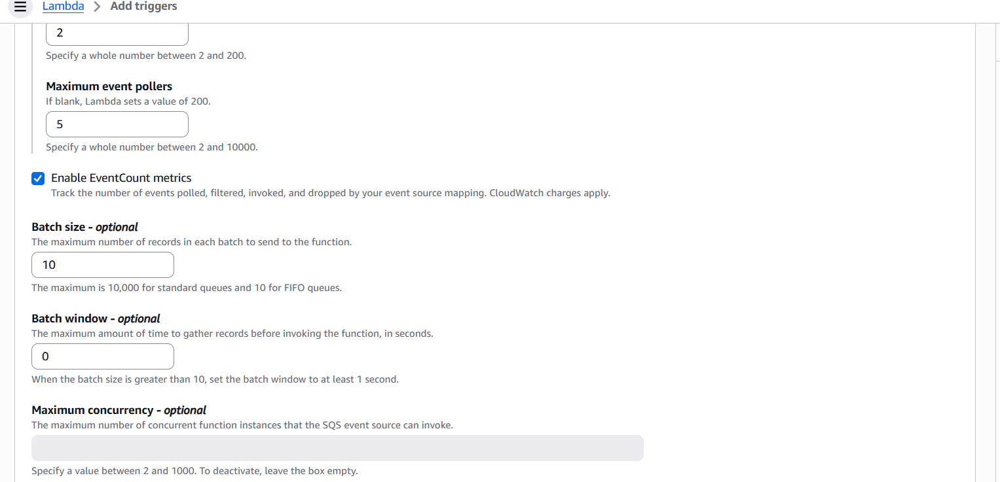 Lambda > Add triggers
2
Specify a whole number between 2 and 200.
Maximum event pollers
If blank, Lambda sets a value of 200.
5
Specify a whole number between 2 and 10000.
Enable EventCount metrics
Track the number of events polled, filtered, invoked, and dropped by your event source mapping. CloudWatch charges apply.
Batch size - optional
The maximum number of records in each batch to send to the function.
10
The maximum is 10,000 for standard queues and 10 for FIFO queues.
Batch window - optional
The maximum amount of time to gather records before invoking the function, in seconds.
0
When the batch size is greater than 10, set the batch window to at least 1 second.
Maximum concurrency - optional
The maximum number of concurrent function instances that the SQS event source can invoke.
Specify a value between 2 and 1000. To deactivate, leave the box empty.